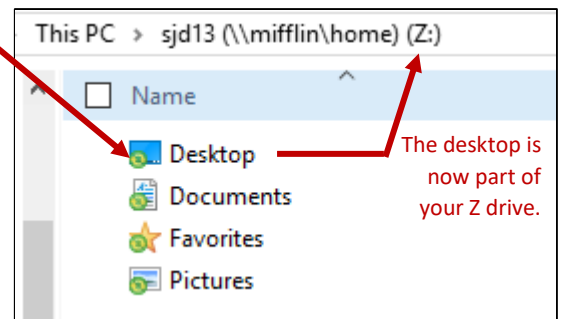 This PC > sjd13 (\\mifflin\home) (Z:)
Name
Desktop
The desktop is
now part of
your Z drive.
Documents
Favorites
Pictures